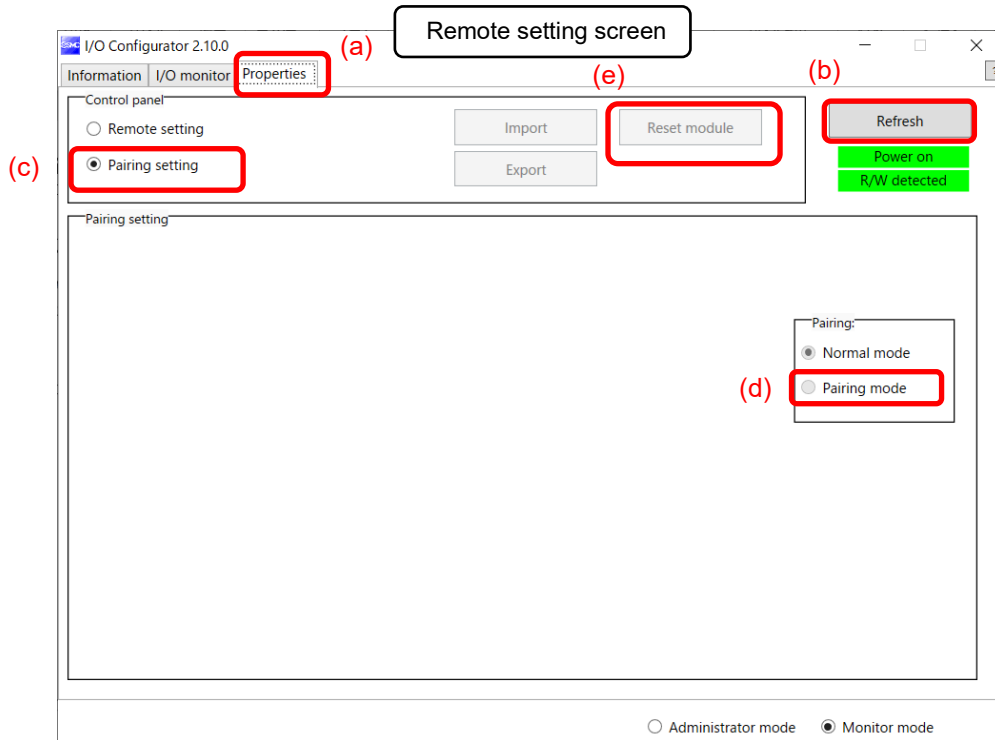 Remote setting screen
SMC I/O Configurator 2.10.0
(a)
Information I/O monitor Properties
(e)
(b)
Control panel
Remote setting
Import
Reset module
Refresh
(c)
Pairing setting
Export
Power on
R/W detected
Pairing setting
Pairing:
Normal mode
(d)
Pairing mode
Administrator mode Monitor mode